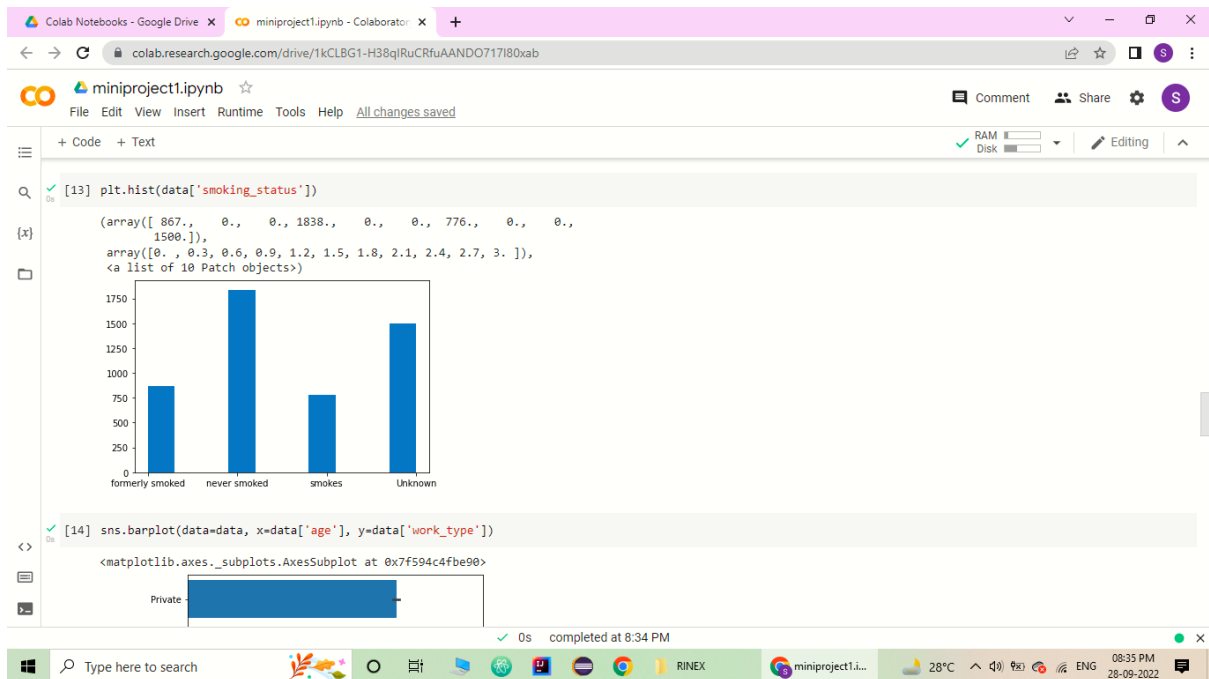 Colab Notebooks - Google Drive
miniproject1.ipynb - Colaborator
colab.research.google.com/drive/1kCLBG1-H38qIRuCRfuAANDO717I80xab
S
miniproject1.ipynb
Comment
Share
S
File Edit View Insert Runtime Tools Help All changes saved
+ Code + Text
RAM
Disk
Editing
[13] plt.hist(data['smoking_status'])
0s
(array([ 867., 0., 0., 1838., 0., 0., 776., 0., 0.,
1500.]),
array([0. , 0.3, 0.6, 0.9, 1.2, 1.5, 1.8, 2.1, 2.4, 2.7, 3. ]),
<a list of 10 Patch objects>)
{x}
1750
1500
1250
1000
750
500
250
0
formerly smoked never smoked smokes Unknown
[14] sns.barplot(data=data, x=data['age'], y=data['work_type'])
0s
<matplotlib.axes._subplots.AxesSubplot at 0x7f594c4fbe90>
Private
0s completed at 8:34 PM
Type here to search
RINEX
miniproject1.i...
28°C
ENG
08:35 PM
28-09-2022